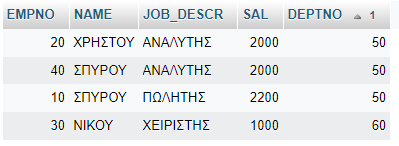 EMPNO NAME JOB_DESCR SAL DEPTNO 1
20 ΧΡΗΣΤΟΥ ΑΝΑΛΥΤΗΣ 2000 50
40 ΣΠΥΡΟΥ ΑΝΑΛΥΤΗΣ 2000 50
10 ΣΠΥΡΟΥ ΠΩΛΗΤΗΣ 2200 50
30 ΝΙΚΟΥ ΧΕΙΡΙΣΤΗΣ 1000 60